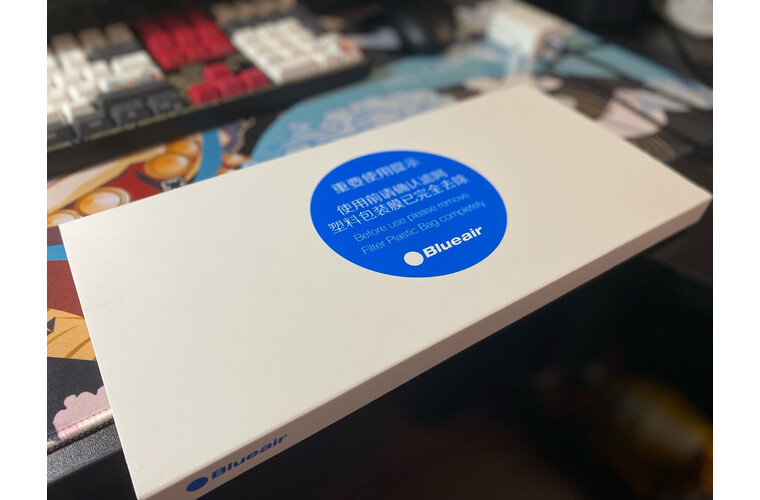 重要使用提示
使用前请确认滤网
塑料包装膜已完全去除
Before use please remove
Filter Plastic Bag completely
Blueair
Blueair